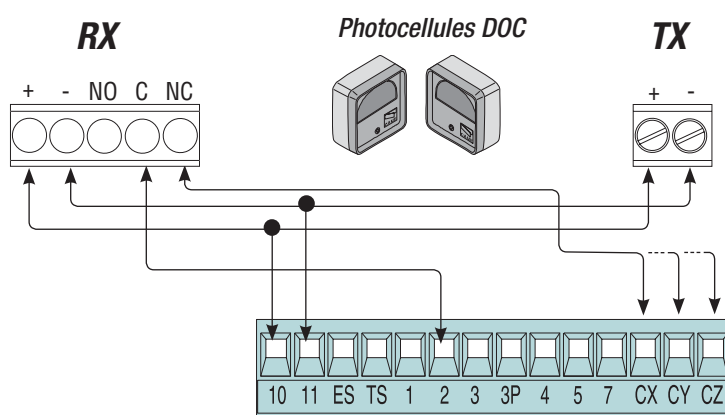 RX
Photocellules DOC
TX
+ - NO C NC
+ -
10 11 ES TS 1 2 3 3P 4 5 7 CX CY CZ